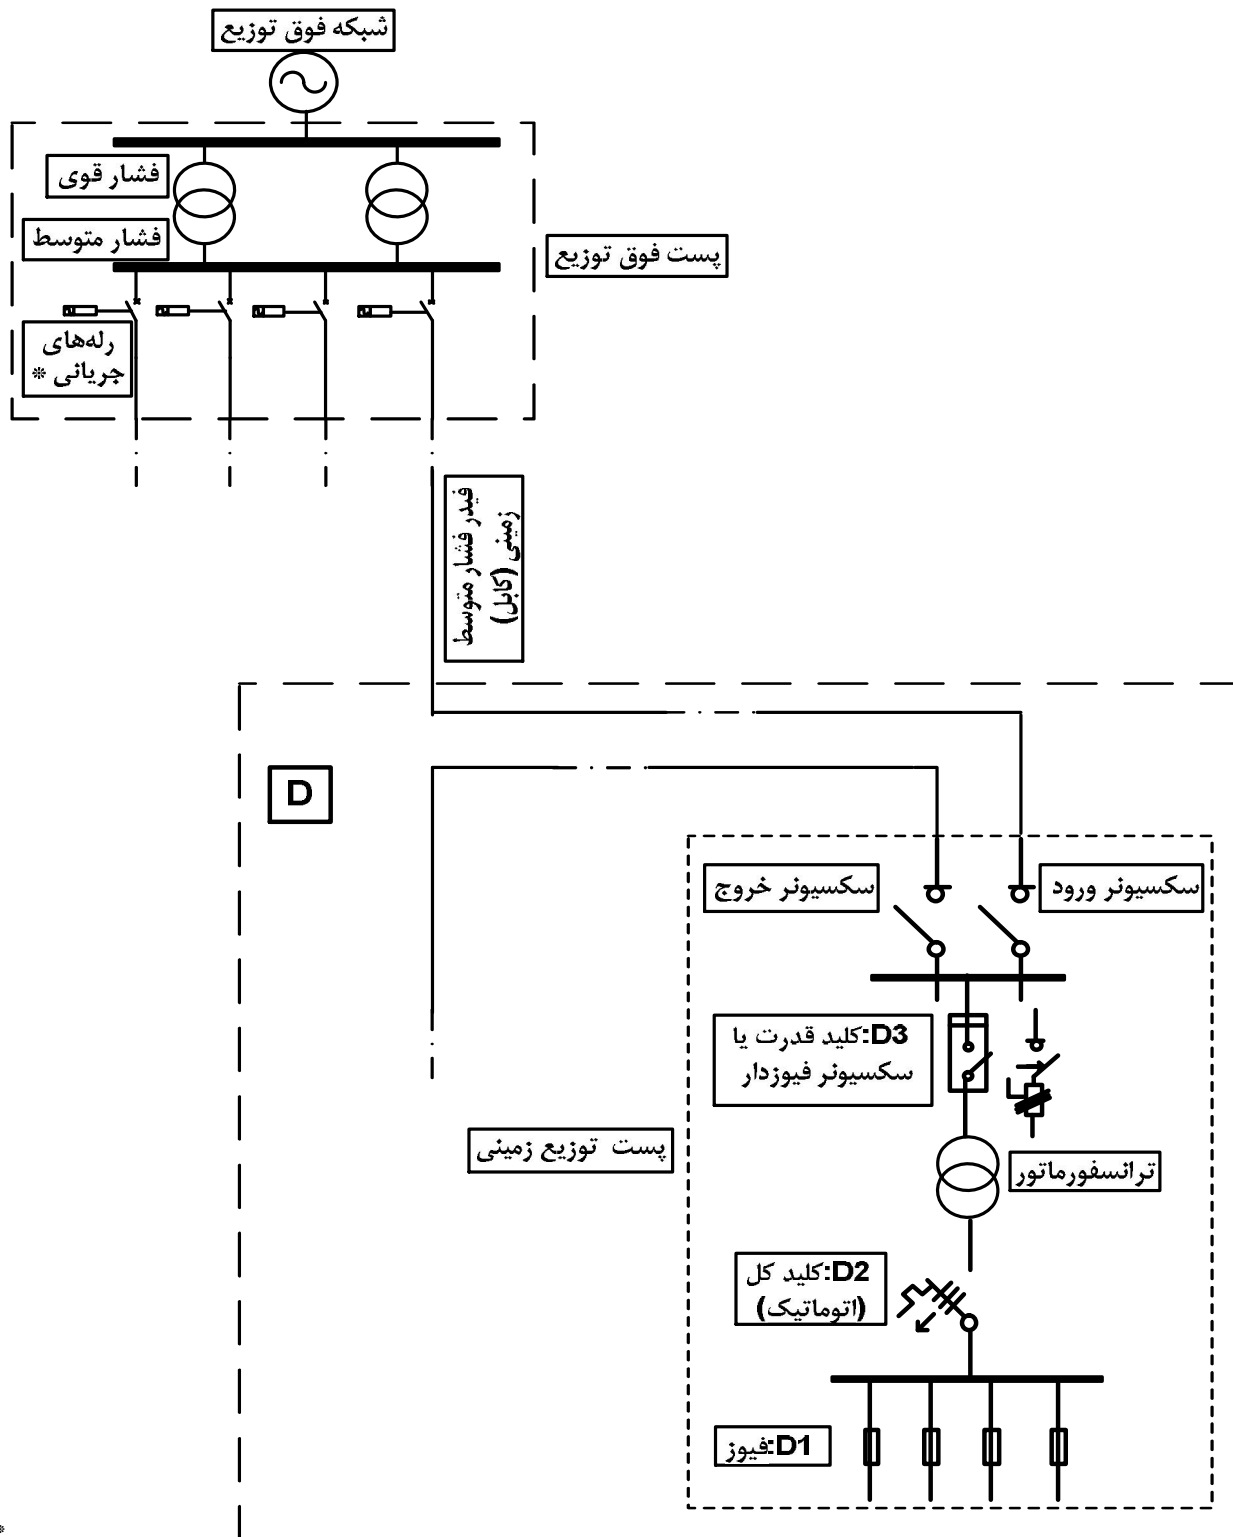 شبکه فوق توزیع
فشار قوی
فشار متوسط
پست فوق توزیع
رله‌های
جریانی *
فیدر فشار متوسط
زمینی (کابل)
D
سکسیونر خروج
سکسیونر ورود
D3:کلید قدرت یا
سکسیونر فیوزدار
پست توزیع زمینی
ترانسفورماتور
D2:کلید کل
(اتوماتیک)
D1:فیوز
*